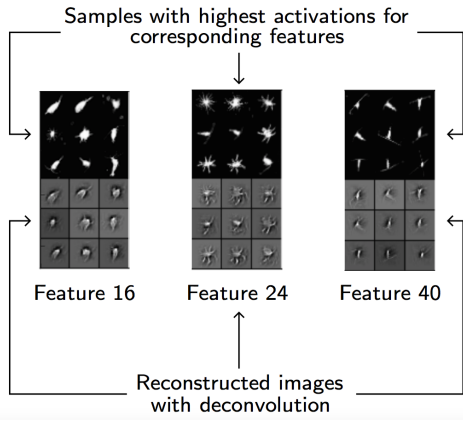 Samples with highest activations for
corresponding features
Feature 16
Feature 24
Feature 40
Reconstructed images
with deconvolution